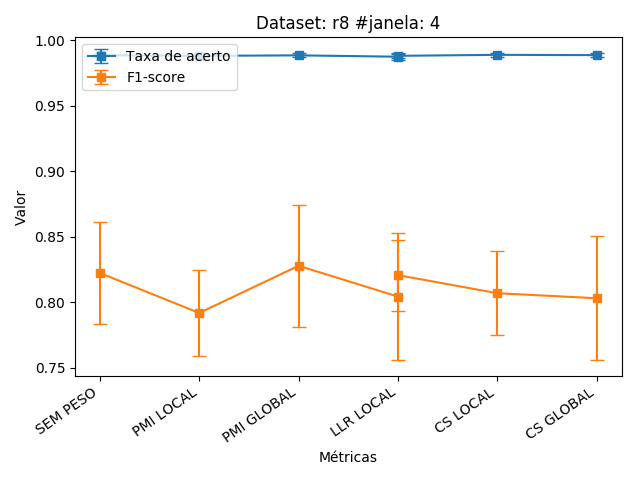 Dataset: r8 #janela: 4
Taxa de acerto
F1-score
Valor
1.00
0.95
0.90
0.85
0.80
0.75
SEM PESO
PMI LOCAL
PMI GLOBAL
LLR LOCAL
CS LOCAL
CS GLOBAL
Métricas